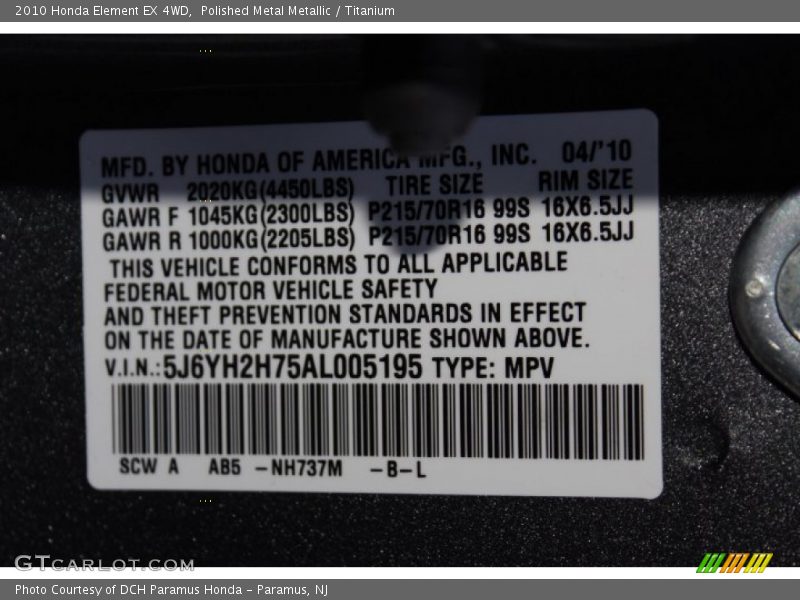 2010 Honda Element EX 4WD, Polished Metal Metallic / Titanium
MFD. BY HONDA OF AMERICA MFG., INC. 04/'10
GVWR 2020KG(4450LBS) TIRE SIZE RIM SIZE
GAWR F 1045KG(2300LBS) P215/70R16 99S 16X6.5JJ
GAWR R 1000KG(2205LBS) P215/70R16 99S 16X6.5JJ
THIS VEHICLE CONFORMS TO ALL APPLICABLE
FEDERAL MOTOR VEHICLE SAFETY
AND THEFT PREVENTION STANDARDS IN EFFECT
ON THE DATE OF MANUFACTURE SHOWN ABOVE.
V.I.N.:5J6YH2H75AL005195 TYPE: MPV
SCW A AB5 -NH737M -B-L
GTCARLOT.COM
Photo Courtesy of DCH Paramus Honda - Paramus, NJ